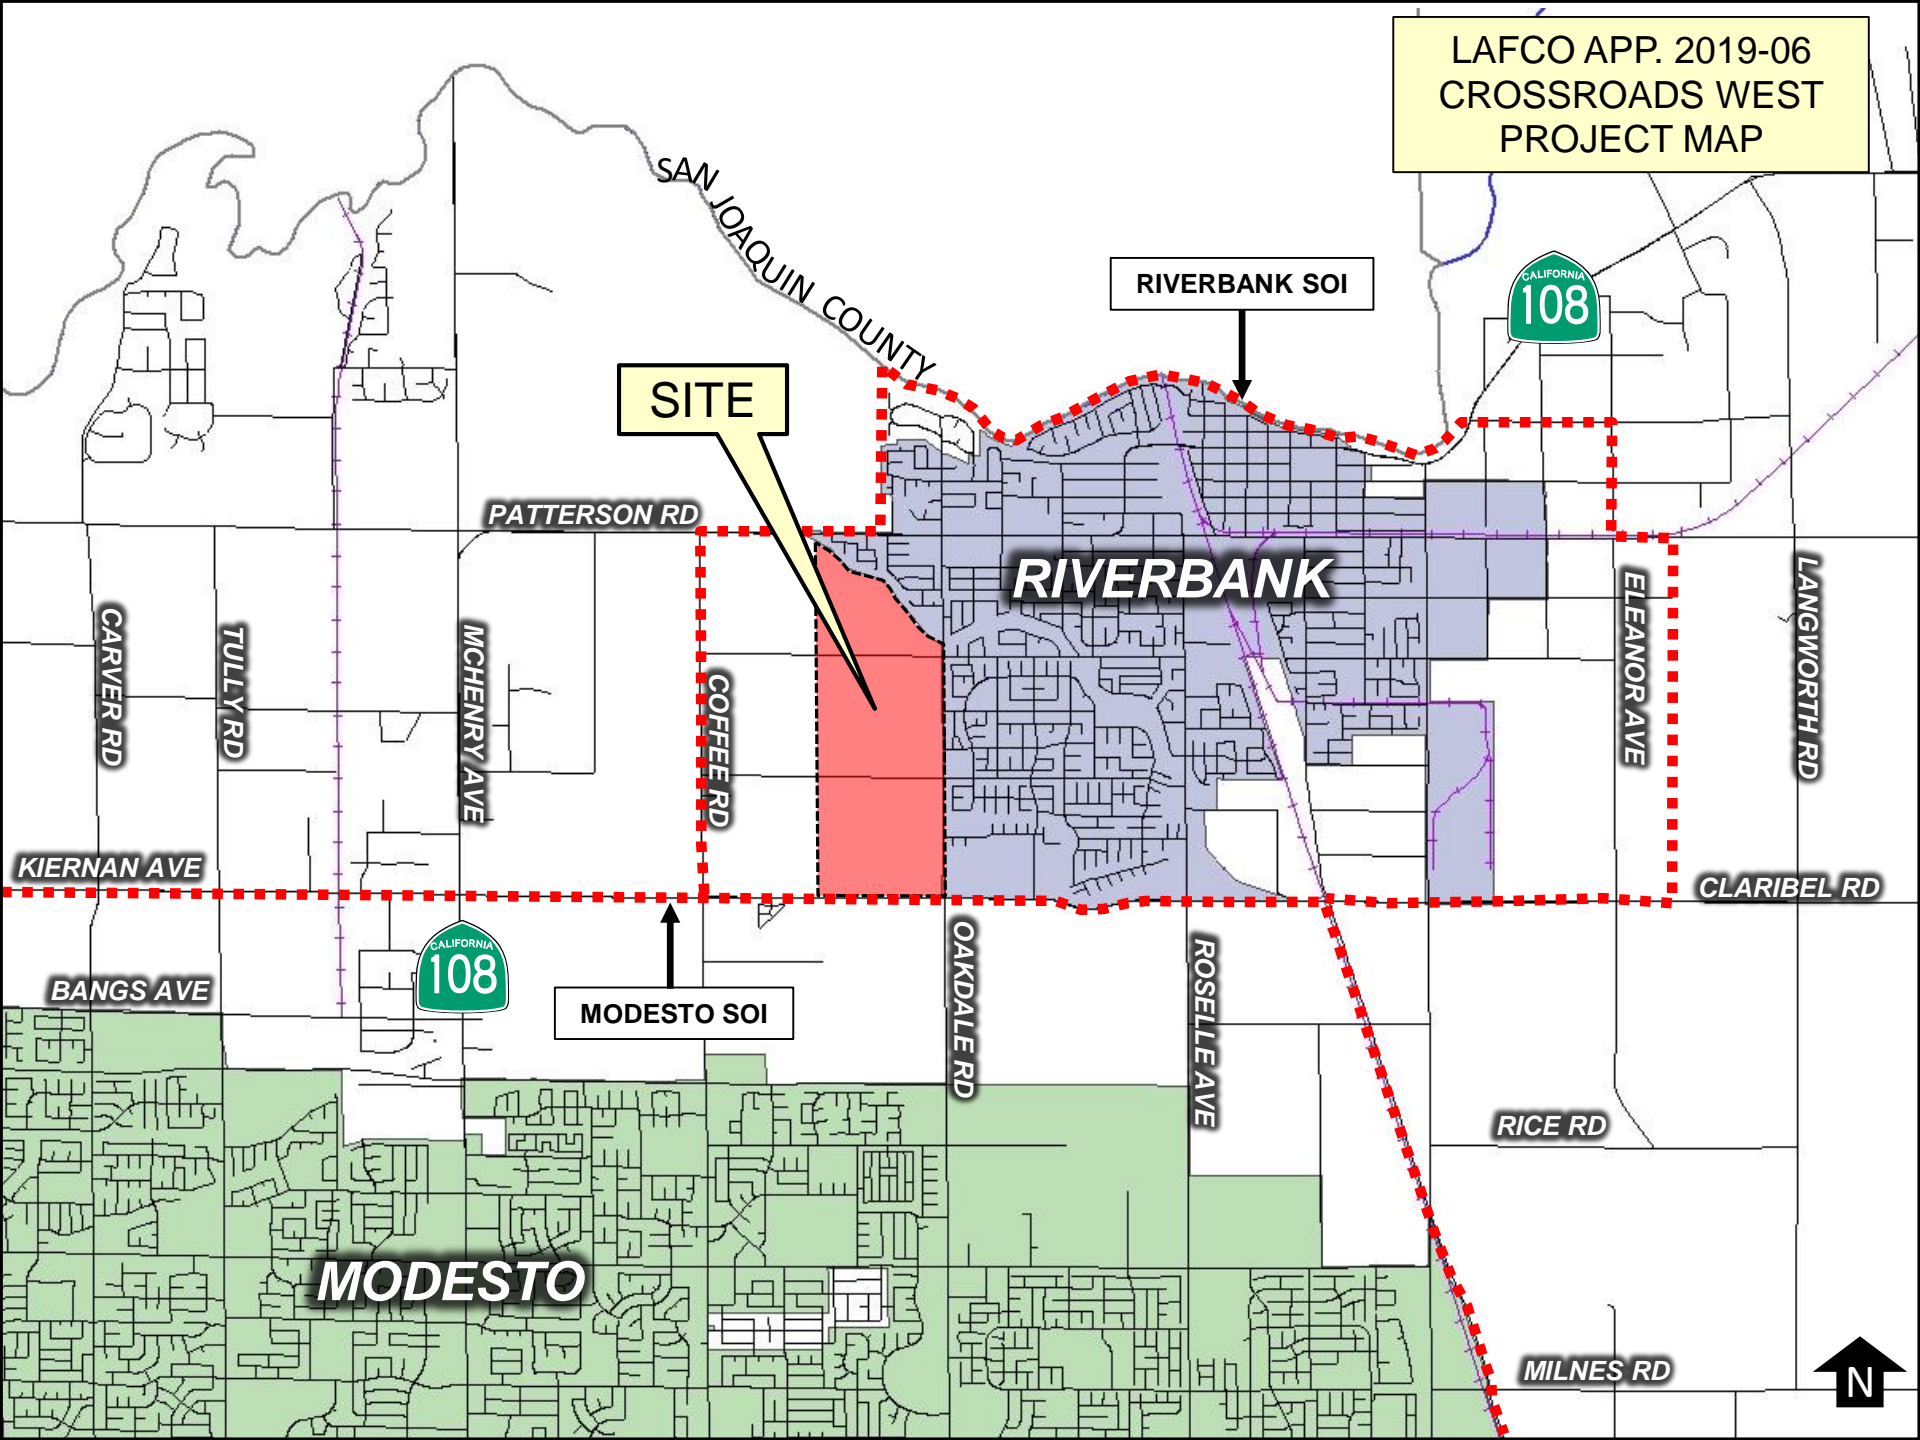 LAFCO APP. 2019-06
CROSSROADS WEST
PROJECT MAP
SAN JOAQUIN COUNTY
RIVERBANK SOI
CALIFORNIA
108
SITE
PATTERSON RD
RIVERBANK
CARVER RD
TULLY RD
MCHENRY AVE
COFFEE RD
ELEANOR AVE
LANGWORTH RD
KIERNAN AVE
CLARIBEL RD
CALIFORNIA
108
BANGS AVE
MODESTO SOI
OAKDALE RD
ROSELLE AVE
RICE RD
MODESTO
MILNES RD
N